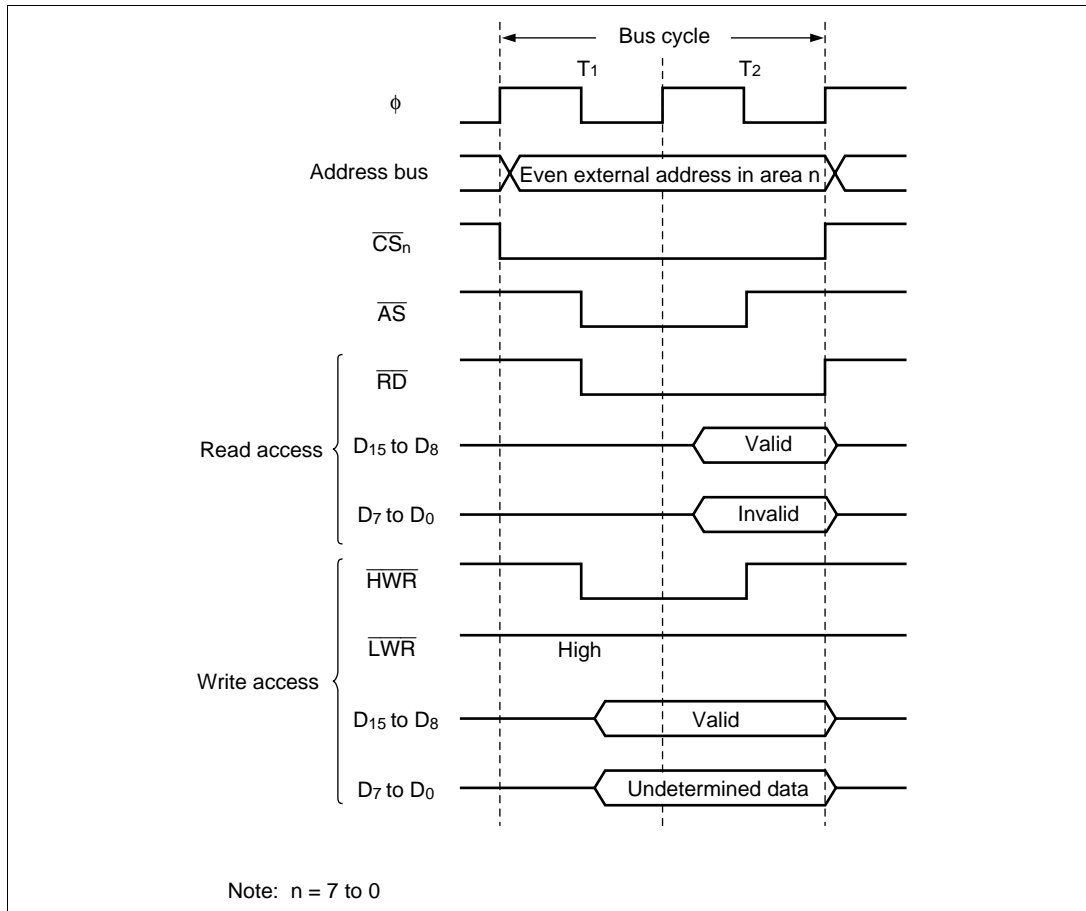 Bus cycle
T1 T2
φ
Address bus Even external address in area n
CSn
AS
RD
Read access D15 to D8 Valid
D7 to D0 Invalid
HWR
LWR High
Write access
D15 to D8 Valid
D7 to D0 Undetermined data
Note: n = 7 to 0